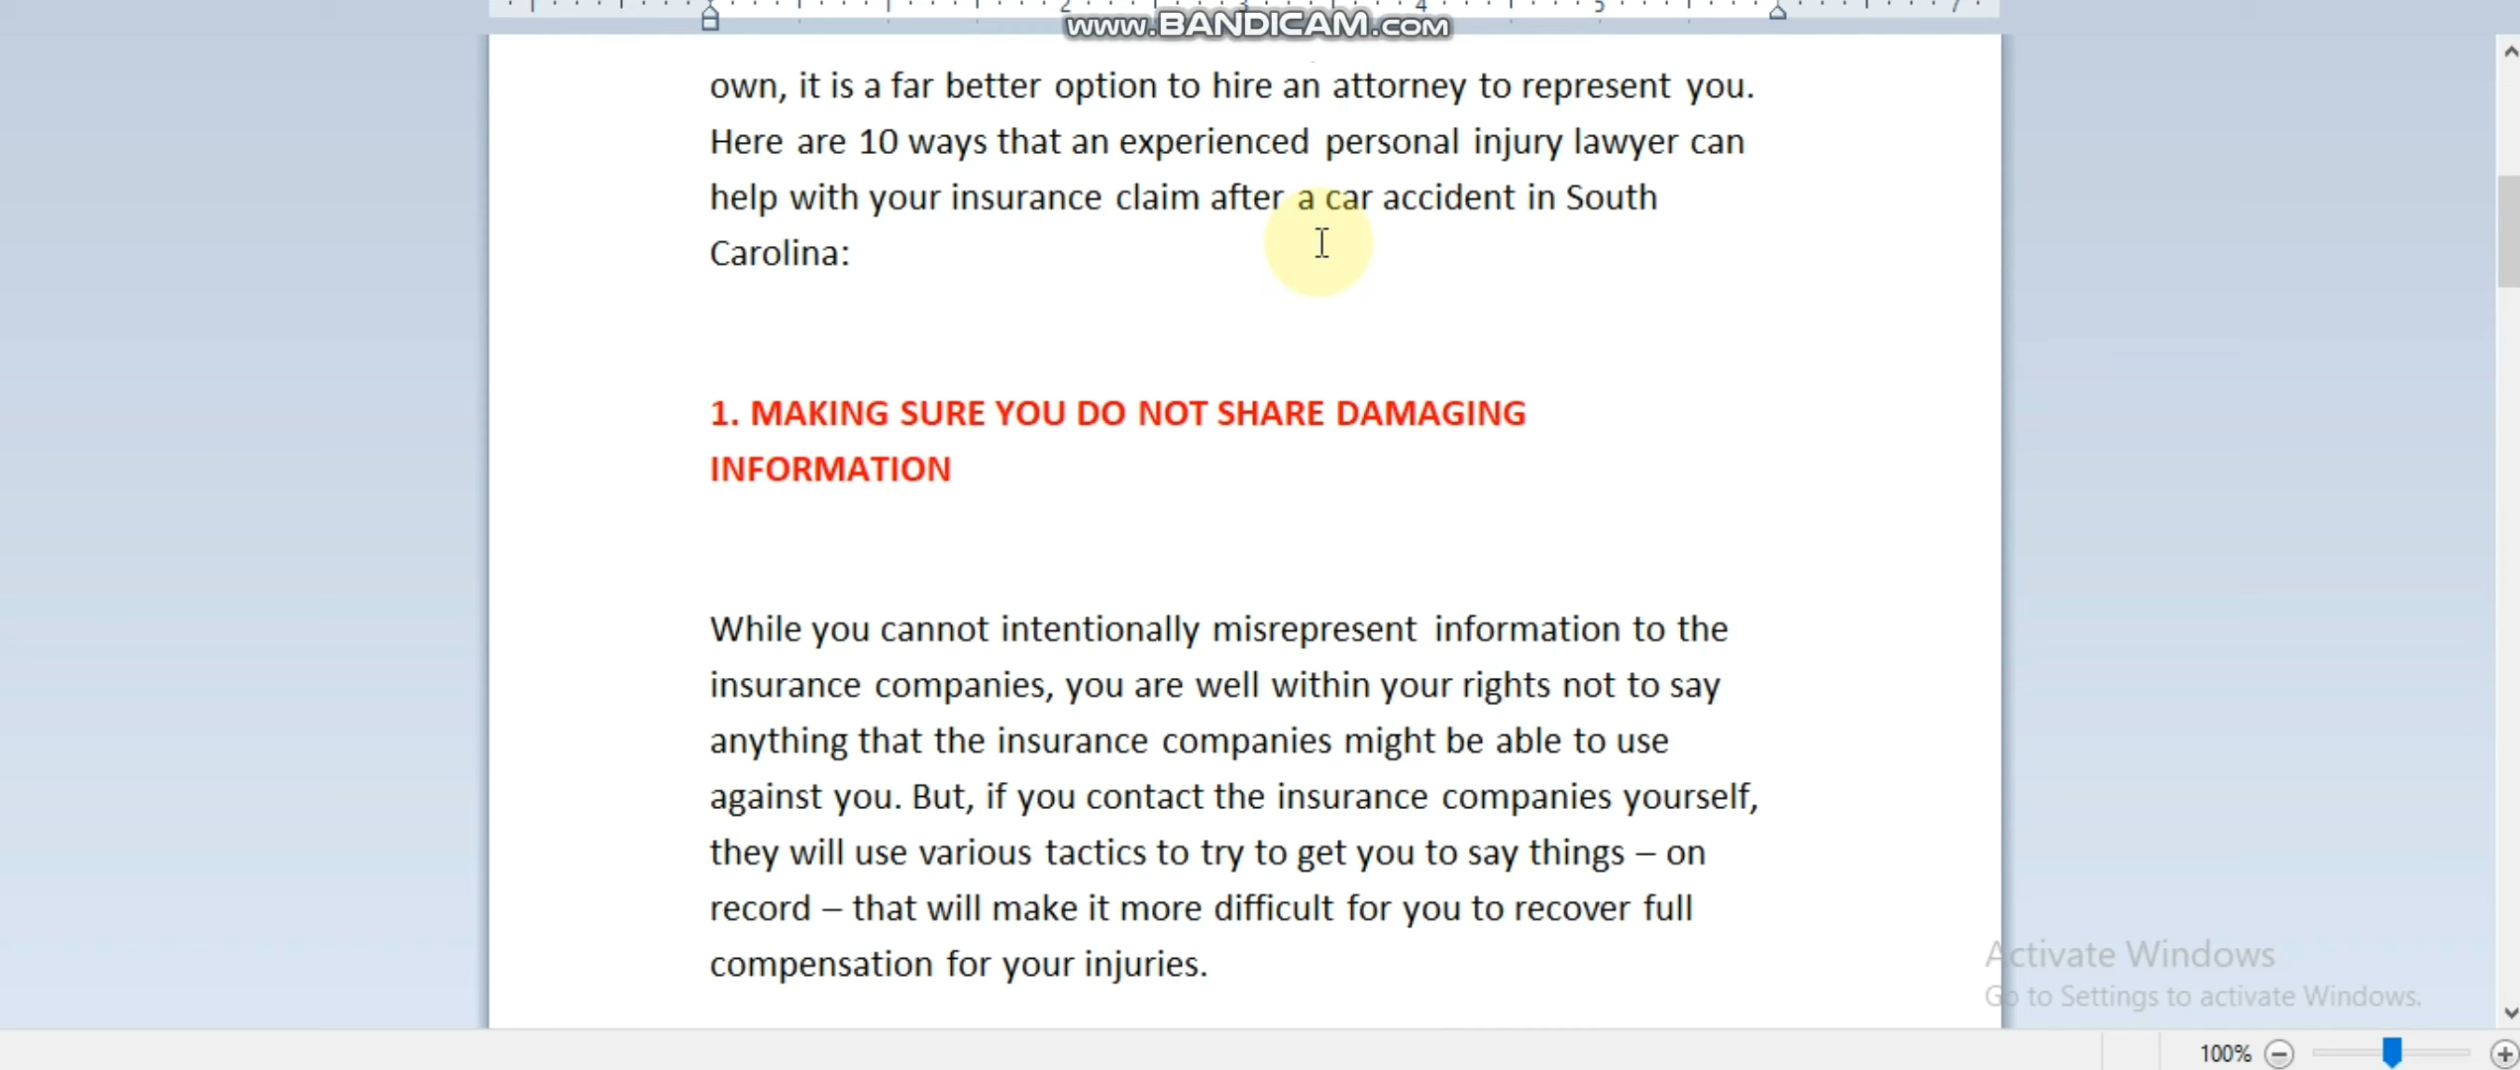 2 3 4 5 7
www.BANDICAM.com
own, it is a far better option to hire an attorney to represent you.
Here are 10 ways that an experienced personal injury lawyer can
help with your insurance claim after a car accident in South
Carolina:
1. MAKING SURE YOU DO NOT SHARE DAMAGING
INFORMATION
While you cannot intentionally misrepresent information to the
insurance companies, you are well within your rights not to say
anything that the insurance companies might be able to use
against you. But, if you contact the insurance companies yourself,
they will use various tactics to try to get you to say things – on
record – that will make it more difficult for you to recover full
compensation for your injuries.
Activate Windows
Go to Settings to activate Windows.
100%